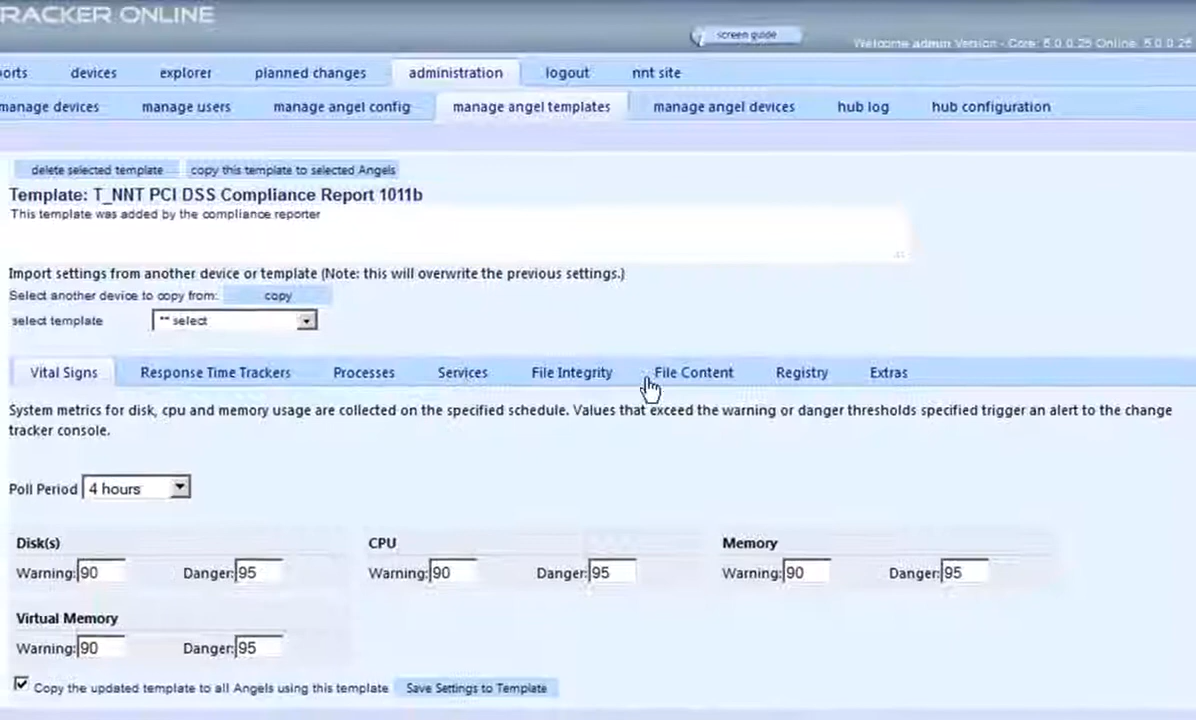 RACKER ONLINE
screen guide
Welcome admin Version - Core: 5.0.0.25 Online: 5.0.0.25
orts devices explorer planned changes administration logout nnt site
manage devices manage users manage angel config manage angel templates manage angel devices hub log hub configuration
delete selected template copy this template to selected Angels
Template: T_NNT PCI DSS Compliance Report 1011b
This template was added by the compliance reporter
Import settings from another device or template (Note: this will overwrite the previous settings.)
Select another device to copy from: copy
select template ** select
Vital Signs Response Time Trackers Processes Services File Integrity File Content Registry Extras
System metrics for disk, cpu and memory usage are collected on the specified schedule. Values that exceed the warning or danger thresholds specified trigger an alert to the change
tracker console.
Poll Period 4 hours
Disk(s) CPU Memory
Warning: 90 Danger: 95 Warning: 90 Danger: 95 Warning: 90 Danger: 95
Virtual Memory
Warning: 90 Danger: 95
Copy the updated template to all Angels using this template Save Settings to Template